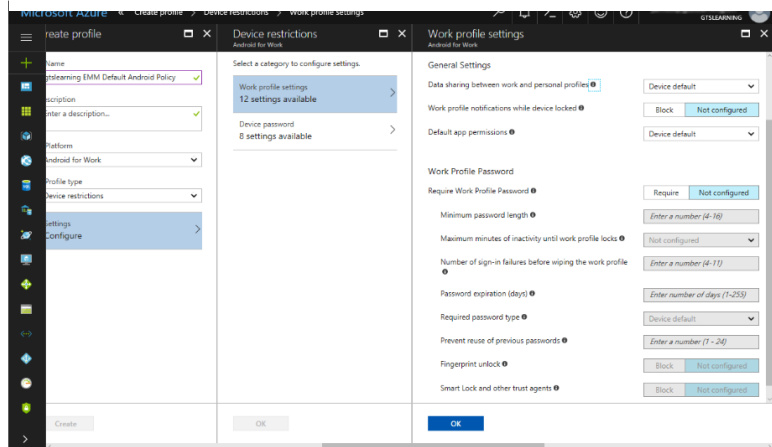 Microsoft Azure « Create profile > Device restrictions > Work profile settings
GTSLEARNING
reate profile
Name
gtslearning EMM Default Android Policy
escription
Enter a description...
Platform
Android for Work
Profile type
Device restrictions
Settings
Configure
Create
Device restrictions
Android for Work
Select a category to configure settings.
Work profile settings
12 settings available
Device password
8 settings available
OK
Work profile settings
Android for Work
General Settings
Data sharing between work and personal profiles Device default
Work profile notifications while device locked Block Not configured
Default app permissions Device default
Work Profile Password
Require Work Profile Password Require Not configured
Minimum password length Enter a number (4-16)
Maximum minutes of inactivity until work profile locks Not configured
Number of sign-in failures before wiping the work profile Enter a number (4-11)
Password expiration (days) Enter number of days (1-255)
Required password type Device default
Prevent reuse of previous passwords Enter a number (1 - 24)
Fingerprint unlock Block Not configured
Smart Lock and other trust agents Block Not configured
OK